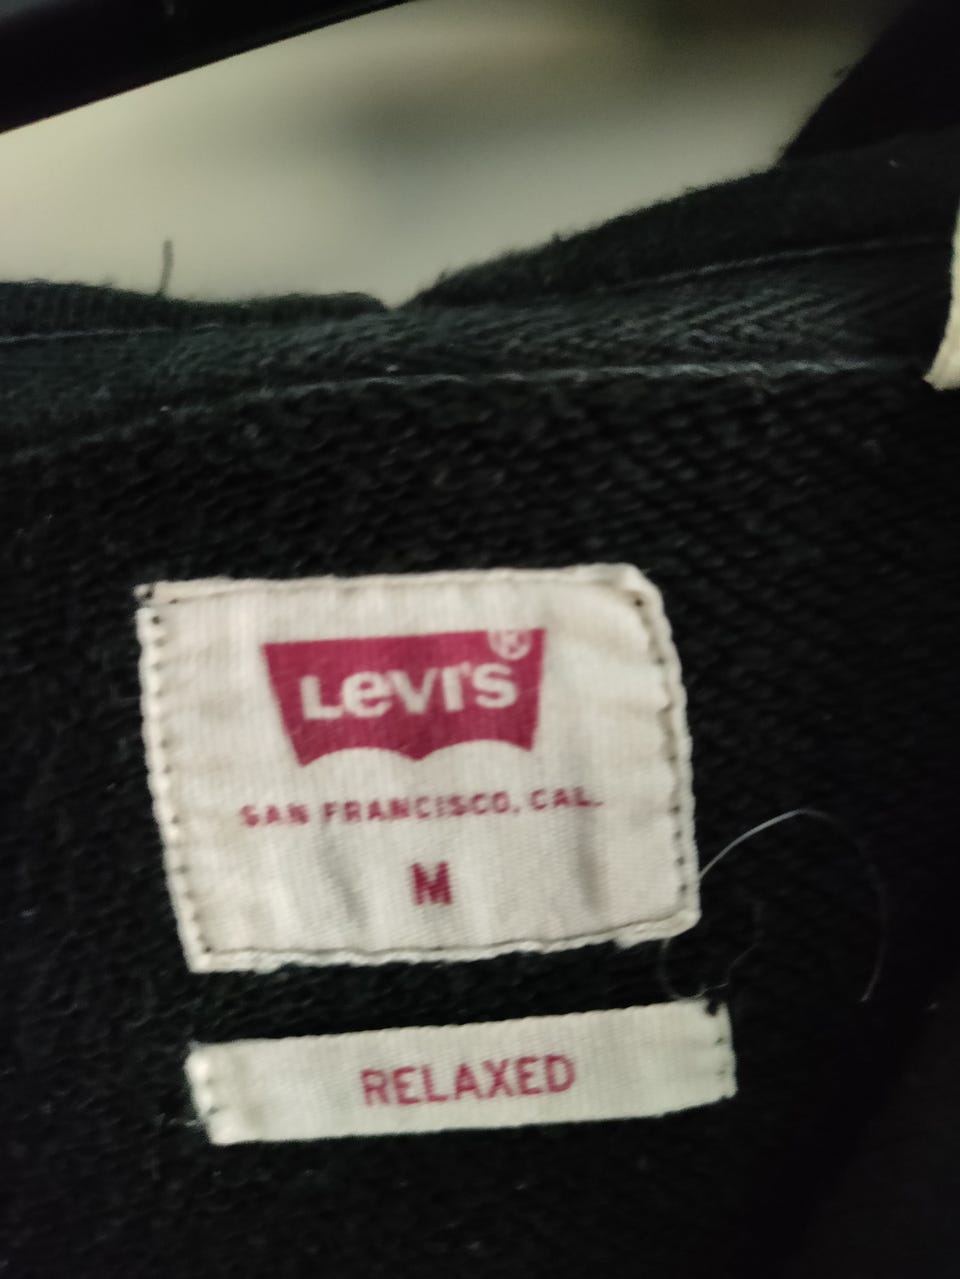 Levi's®
SAN FRANCISCO, CAL.
M
RELAXED